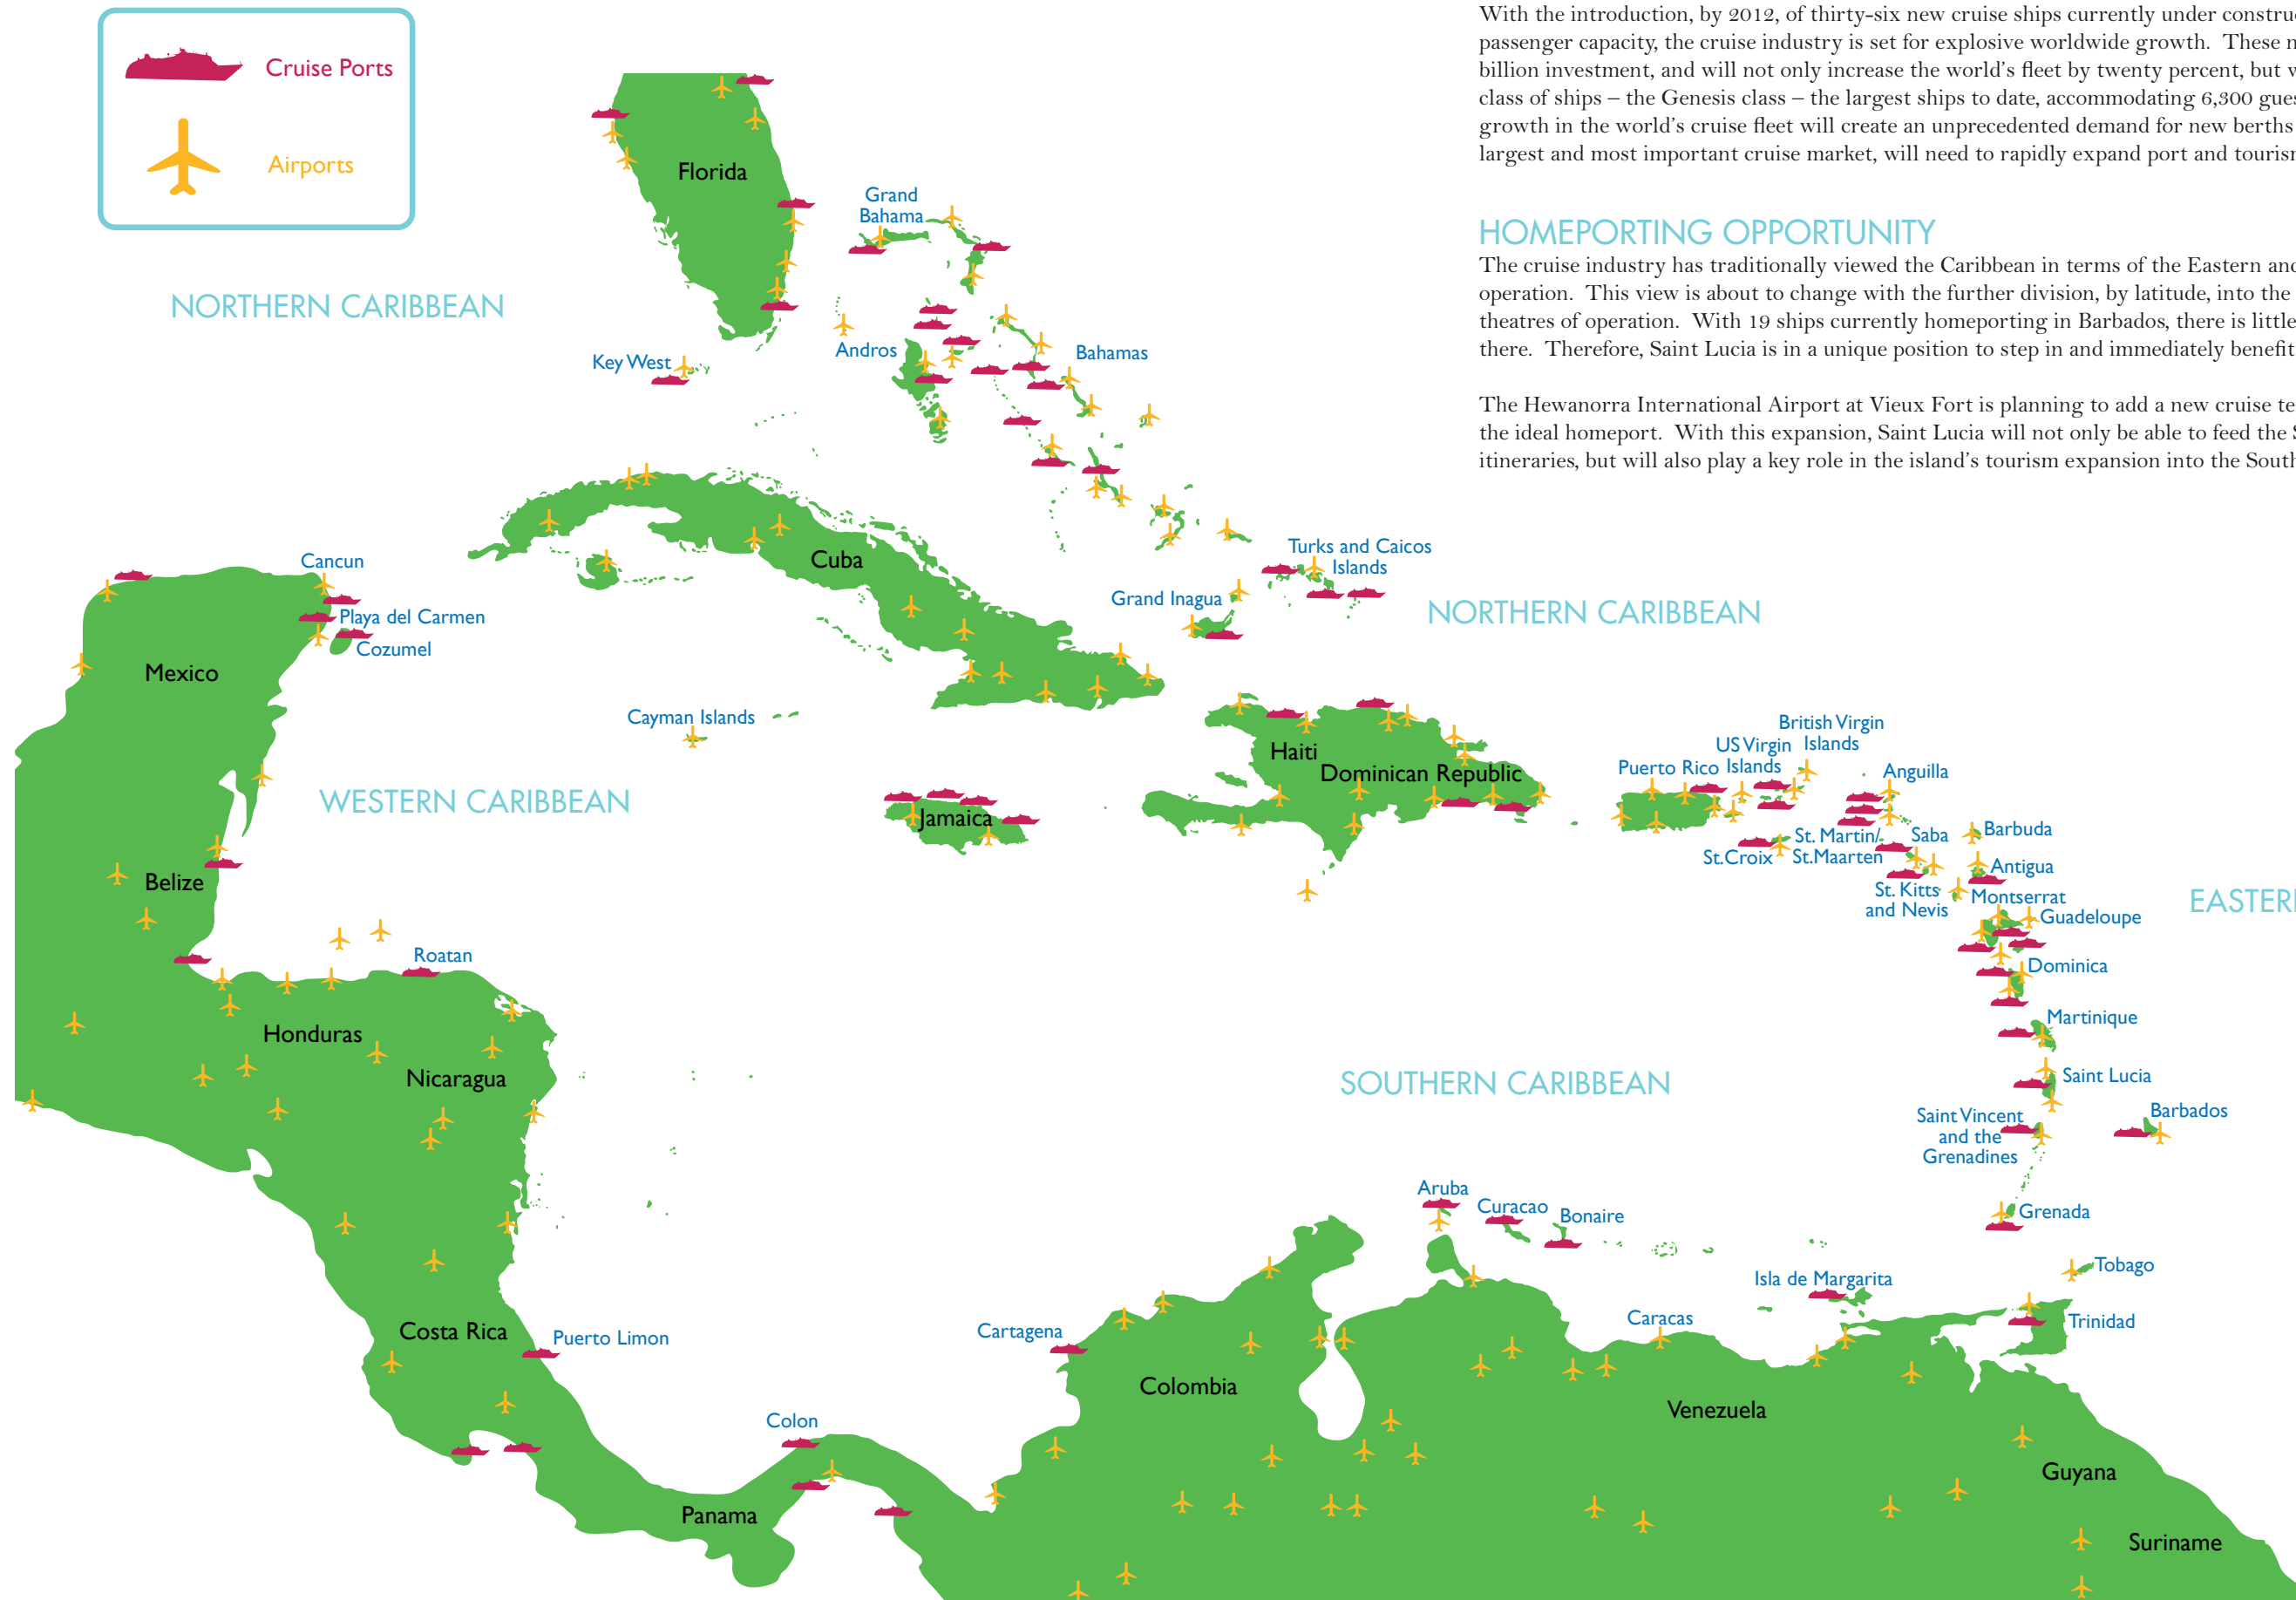 Cruise Ports
Airports
With the introduction, by 2012, of thirty-six new cruise ships currently under
passenger capacity, the cruise industry is set for explosive worldwide growth. These
billion investment, and will not only increase the world's fleet by twenty percent, but
class of ships – the Genesis class – the largest ships to date, accommodating 6,300
growth in the world's cruise fleet will create an unprecedented demand for new berths
largest and most important cruise market, will need to rapidly expand port and
HOMEPORTING OPPORTUNITY
The cruise industry has traditionally viewed the Caribbean in terms of the Eastern and
operation. This view is about to change with the further division, by latitude, into the
theatres of operation. With 19 ships currently homeporting in Barbados, there is little
there. Therefore, Saint Lucia is in a unique position to step in and immediately benefit
The Hewanorra International Airport at Vieux Fort is planning to add a new cruise
the ideal homeport. With this expansion, Saint Lucia will not only be able to feed the
itineraries, but will also play a key role in the island's tourism expansion into the
Florida
Grand
Bahama
NORTHERN CARIBBEAN
Key West
Andros
Bahamas
Cuba
Cancun
Playa del Carmen
Cozumel
Mexico
Turks and Caicos
Islands
Grand Inagua
NORTHERN CARIBBEAN
Cayman Islands
WESTERN CARIBBEAN
Jamaica
Haiti
Dominican Republic
Puerto Rico
US Virgin
Islands
British Virgin
Islands
Anguilla
St.Croix
St. Martin/
St.Maarten
Saba
Barbuda
Antigua
St. Kitts
and Nevis
Montserrat
Guadeloupe
Belize
Roatan
Dominica
Honduras
Nicaragua
Martinique
SOUTHERN CARIBBEAN
Saint Lucia
Saint Vincent
and the
Grenadines
Barbados
Aruba
Curacao
Bonaire
Grenada
Tobago
Isla de Margarita
Trinidad
Caracas
Costa Rica
Puerto Limon
Cartagena
Colombia
Venezuela
Colon
Panama
Guyana
Suriname